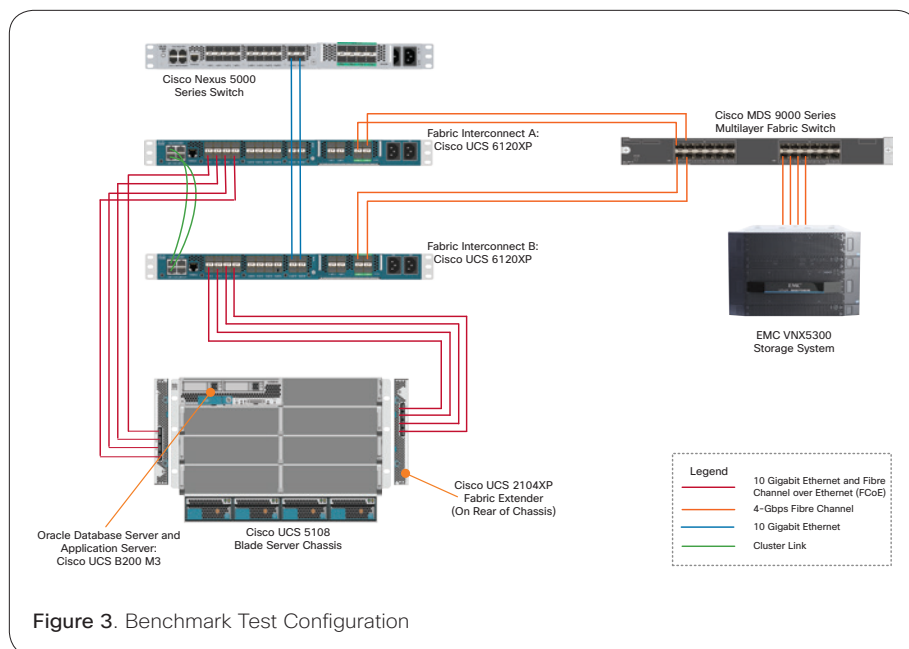 Cisco Nexus 5000
Series Switch
Fabric Interconnect A:
Cisco UCS 6120XP
Cisco MDS 9000 Series
Multilayer Fabric Switch
Fabric Interconnect B:
Cisco UCS 6120XP
EMC
EMC VNX5300
Storage System
Cisco UCS 2104XP
Fabric Extender
(On Rear of Chassis)
Oracle Database Server and
Application Server:
Cisco UCS B200 M3
Cisco UCS 5108
Blade Server Chassis
Legend
10 Gigabit Ethernet and Fibre
Channel over Ethernet (FCoE)
4-Gbps Fibre Channel
10 Gigabit Ethernet
Cluster Link
Figure 3. Benchmark Test Configuration